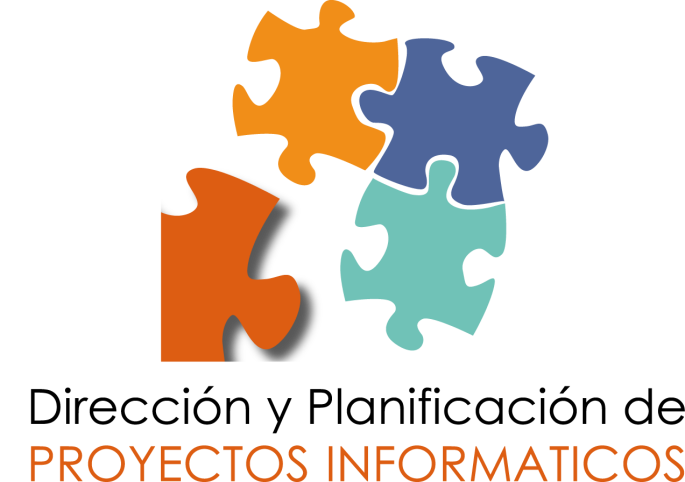 Dirección y Planificación de
PROYECTOS INFORMATICOS